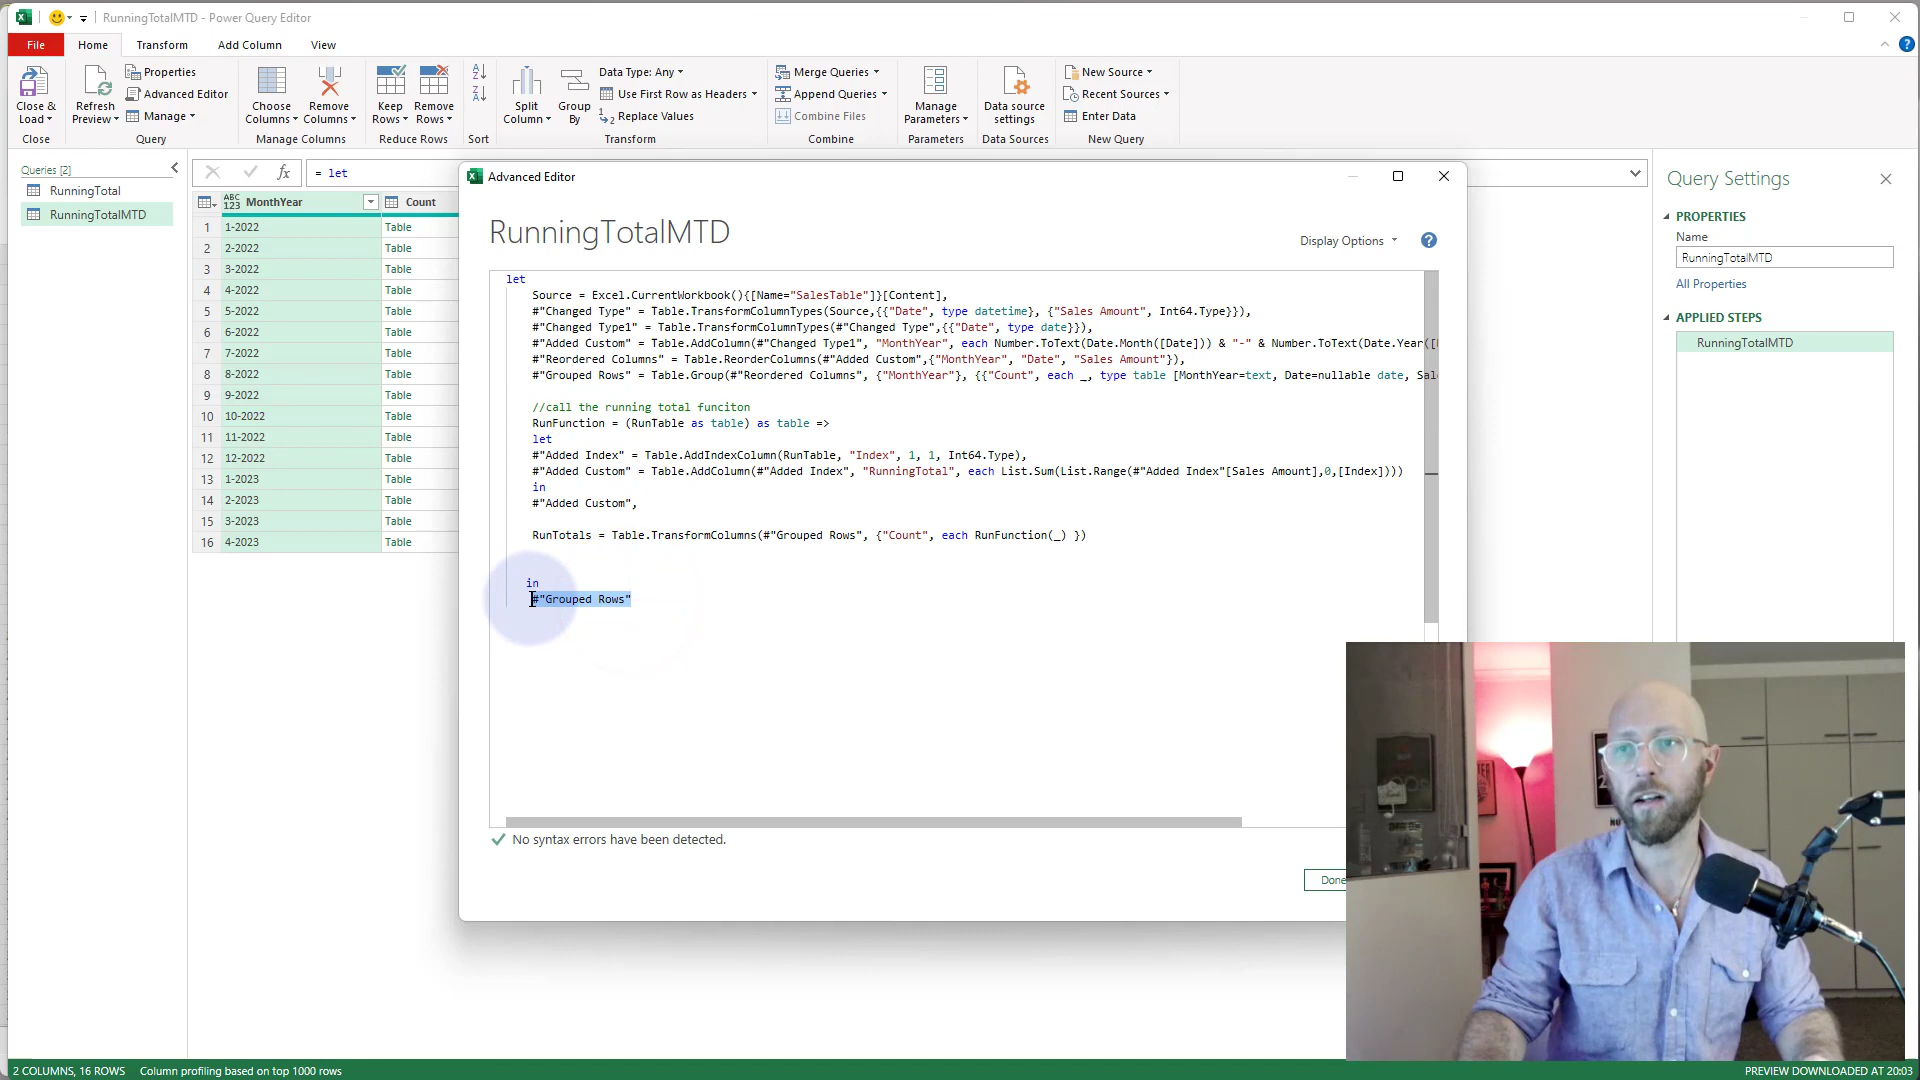 RunningTotalMTD - Power Query Editor
File Home Transform Add Column View
Close & Load
Close
Refresh Preview
Properties
Advanced Editor
Manage
Query
Choose Columns
Remove Columns
Manage Columns
Keep Rows
Remove Rows
Reduce Rows
Sort
Split Column
Group By
Data Type: Any
Use First Row as Headers
Replace Values
Transform
Merge Queries
Append Queries
Combine Files
Combine
Manage Parameters
Parameters
Data source settings
Data Sources
New Source
Recent Sources
Enter Data
New Query
Queries [2]
RunningTotal
RunningTotalMTD
fx = let
ABC 123 MonthYear Count
1 1-2022 Table
2 2-2022 Table
3 3-2022 Table
4 4-2022 Table
5 5-2022 Table
6 6-2022 Table
7 7-2022 Table
8 8-2022 Table
9 9-2022 Table
10 10-2022 Table
11 11-2022 Table
12 12-2022 Table
13 1-2023 Table
14 2-2023 Table
15 3-2023 Table
16 4-2023 Table
Advanced Editor
RunningTotalMTD
Display Options
let
Source = Excel.CurrentWorkbook(){[Name="SalesTable"]}[Content],
#"Changed Type" = Table.TransformColumnTypes(Source,{{"Date", type datetime}, {"Sales Amount", Int64.Type}}),
#"Changed Type1" = Table.TransformColumnTypes(#"Changed Type",{{"Date", type date}}),
#"Added Custom" = Table.AddColumn(#"Changed Type1", "MonthYear", each Number.ToText(Date.Month([Date])) & "-" & Number.ToText(Date.Year([
#"Reordered Columns" = Table.ReorderColumns(#"Added Custom",{"MonthYear", "Date", "Sales Amount"}),
#"Grouped Rows" = Table.Group(#"Reordered Columns", {"MonthYear"}, {{"Count", each _, type table [MonthYear=text, Date=nullable date, Sal
//call the running total funciton
RunFunction = (RunTable as table) as table =>
let
#"Added Index" = Table.AddIndexColumn(RunTable, "Index", 1, 1, Int64.Type),
#"Added Custom" = Table.AddColumn(#"Added Index", "RunningTotal", each List.Sum(List.Range(#"Added Index"[Sales Amount],0,[Index])))
in
#"Added Custom",
RunTotals = Table.TransformColumns(#"Grouped Rows", {"Count", each RunFunction(_) })
in
#"Grouped Rows"
No syntax errors have been detected.
Done
Query Settings
PROPERTIES
Name
RunningTotalMTD
All Properties
APPLIED STEPS
RunningTotalMTD
2 COLUMNS, 16 ROWS Column profiling based on top 1000 rows
PREVIEW DOWNLOADED AT 20:03